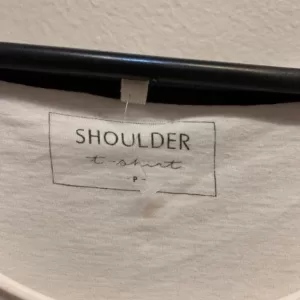 SHOULDER
t-shirt
- P -